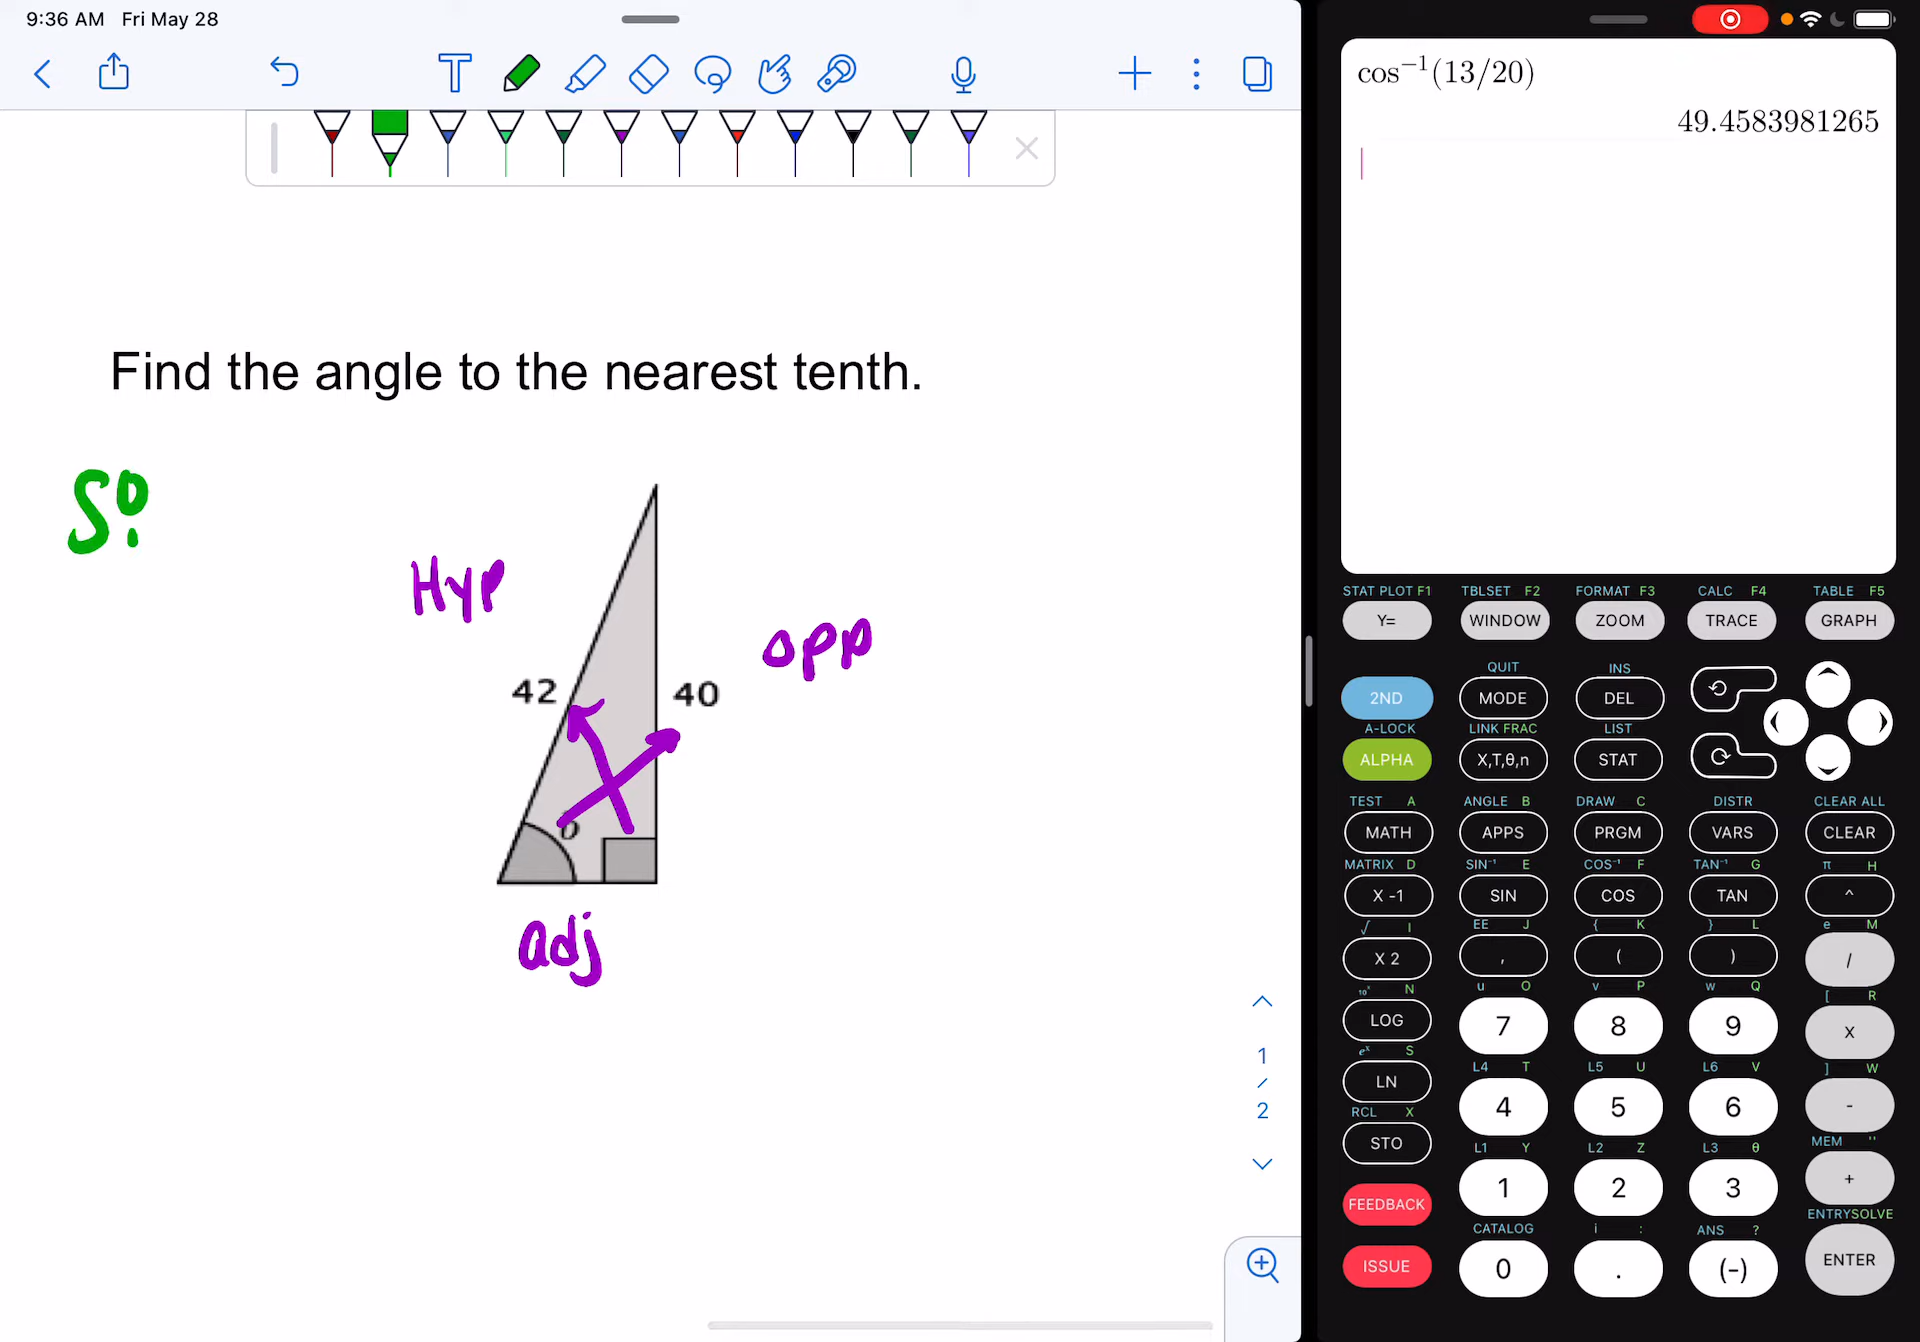 9:36 AM Fri May 28
T
Find the angle to the nearest tenth.
So
Hyp
opp
42
40
θ
adj
1
/
2
cos⁻¹(13/20)
49.4583981265
STAT PLOT F1 TBLSET F2 FORMAT F3 CALC F4 TABLE F5
Y= WINDOW ZOOM TRACE GRAPH
QUIT INS
2ND MODE DEL
A-LOCK LINK FRAC LIST
ALPHA X,T,θ,n STAT
TEST A ANGLE B DRAW C DISTR CLEAR ALL
MATH APPS PRGM VARS CLEAR
MATRIX D SIN⁻¹ E COS⁻¹ F TAN⁻¹ G π H
X -1 SIN COS TAN ^
√ I EE J { K } L e M
X 2 , ( ) /
10ˣ N u O v P w Q [ R
LOG 7 8 9 X
eˣ S L4 T L5 U L6 V ] W
LN 4 5 6 -
RCL X L1 Y L2 Z L3 θ MEM "
STO 1 2 3 +
FEEDBACK CATALOG i : ANS ? ENTRY SOLVE
ISSUE 0 . (-) ENTER